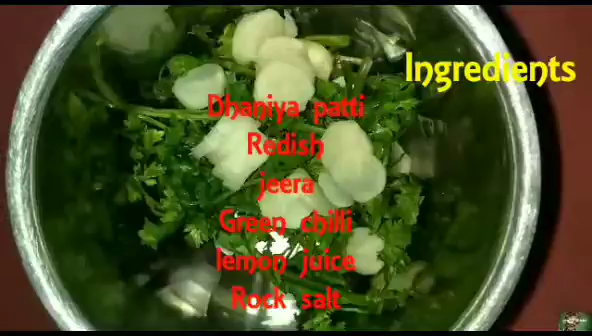 Ingredients
Dhaniya patti
Redish
jeera
Green chilli
lemon juice
Rock salt